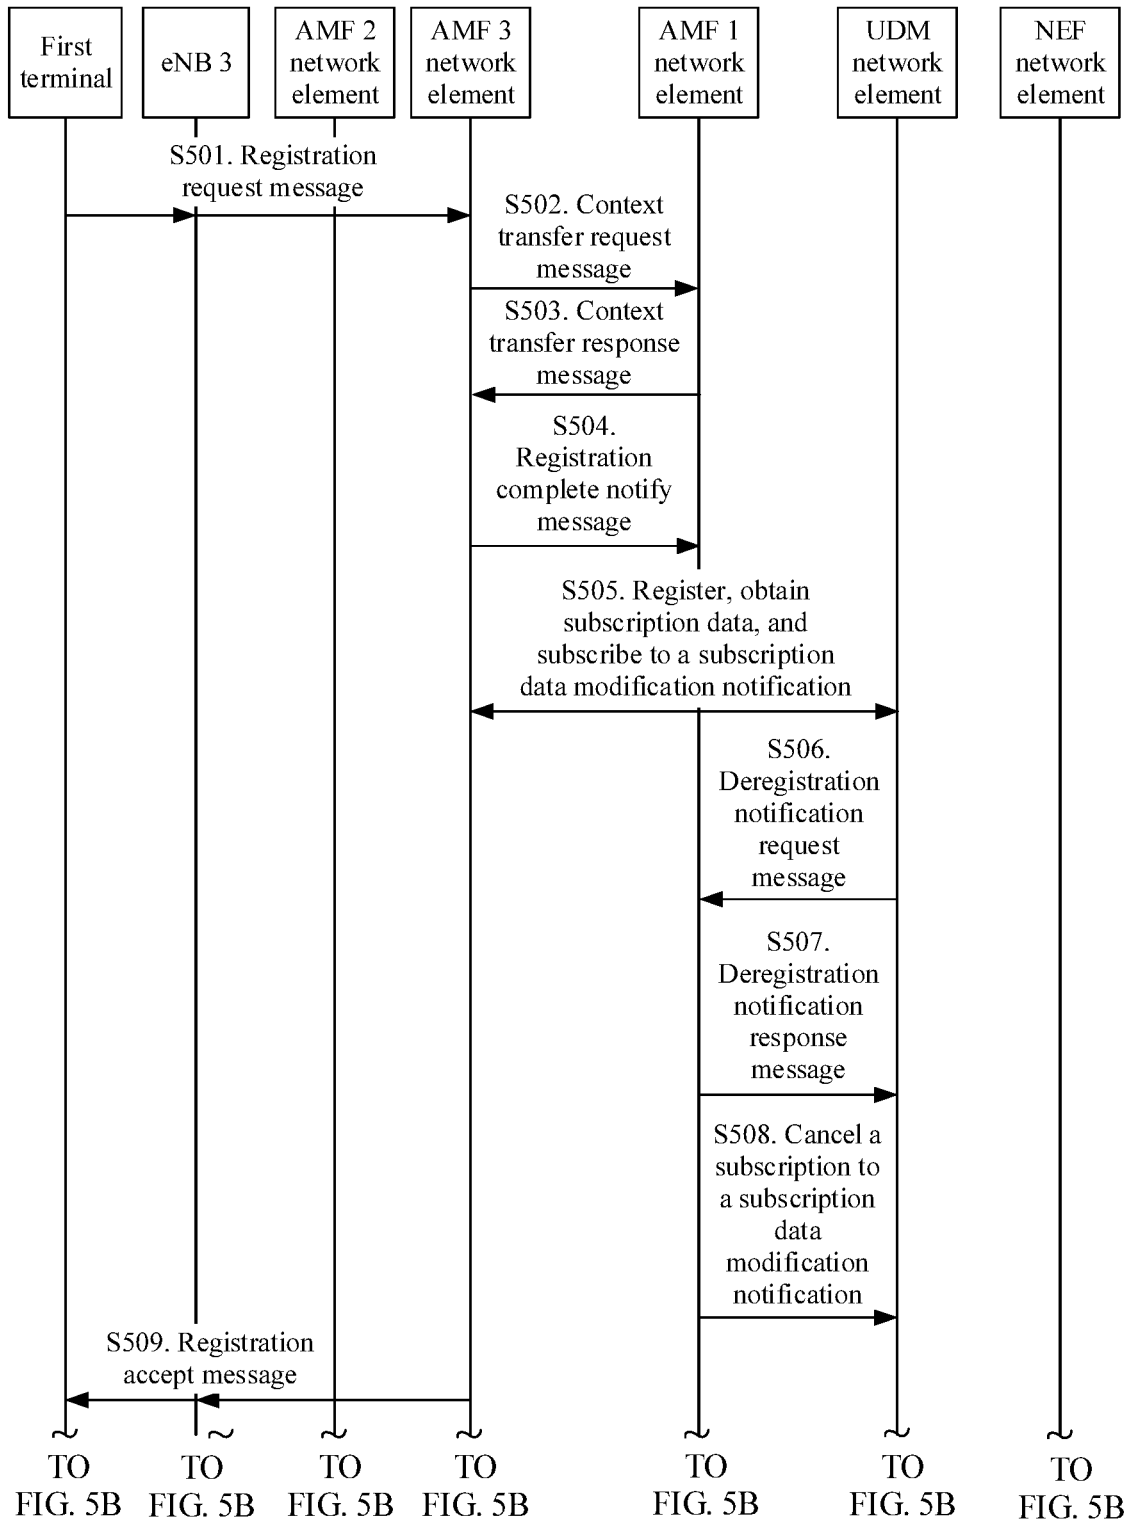 First
terminal
eNB 3
AMF 2
network
element
AMF 3
network
element
AMF 1
network
element
UDM
network
element
NEF
network
element
S501. Registration
request message
S502. Context
transfer request
message
S503. Context
transfer response
message
S504.
Registration
complete notify
message
S505. Register, obtain
subscription data, and
subscribe to a subscription
data modification notification
S506.
Deregistration
notification
request
message
S507.
Deregistration
notification
response
message
S508. Cancel a
subscription to
a subscription
data
modification
notification
S509. Registration
accept message
TO
FIG. 5B
TO
FIG. 5B
TO
FIG. 5B
TO
FIG. 5B
TO
FIG. 5B
TO
FIG. 5B
TO
FIG. 5B